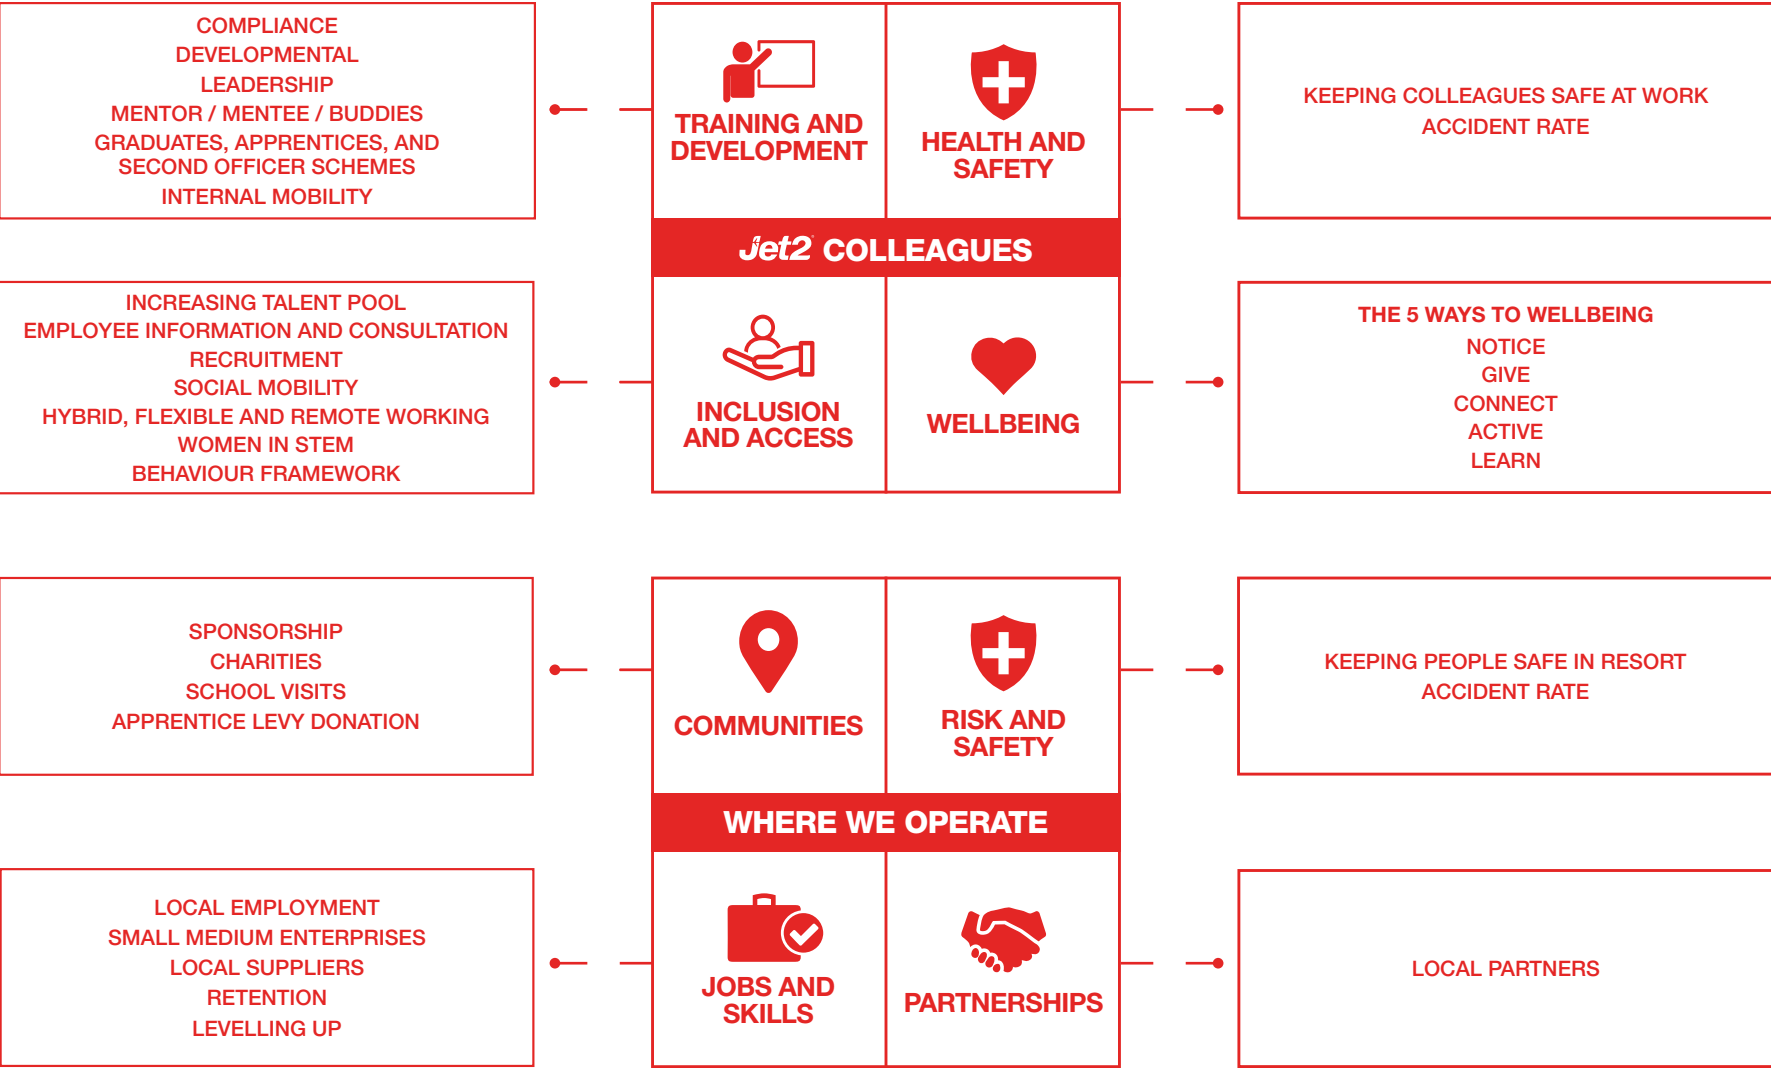 COMPLIANCE
DEVELOPMENTAL
LEADERSHIP
MENTOR / MENTEE / BUDDIES
GRADUATES, APPRENTICES, AND
SECOND OFFICER SCHEMES
INTERNAL MOBILITY
TRAINING AND
DEVELOPMENT
HEALTH AND
SAFETY
KEEPING COLLEAGUES SAFE AT WORK
ACCIDENT RATE
Jet2 COLLEAGUES
INCREASING TALENT POOL
EMPLOYEE INFORMATION AND CONSULTATION
RECRUITMENT
SOCIAL MOBILITY
HYBRID, FLEXIBLE AND REMOTE WORKING
WOMEN IN STEM
BEHAVIOUR FRAMEWORK
INCLUSION
AND ACCESS
WELLBEING
THE 5 WAYS TO WELLBEING
NOTICE
GIVE
CONNECT
ACTIVE
LEARN
SPONSORSHIP
CHARITIES
SCHOOL VISITS
APPRENTICE LEVY DONATION
COMMUNITIES
RISK AND
SAFETY
KEEPING PEOPLE SAFE IN RESORT
ACCIDENT RATE
WHERE WE OPERATE
LOCAL EMPLOYMENT
SMALL MEDIUM ENTERPRISES
LOCAL SUPPLIERS
RETENTION
LEVELLING UP
JOBS AND
SKILLS
PARTNERSHIPS
LOCAL PARTNERS